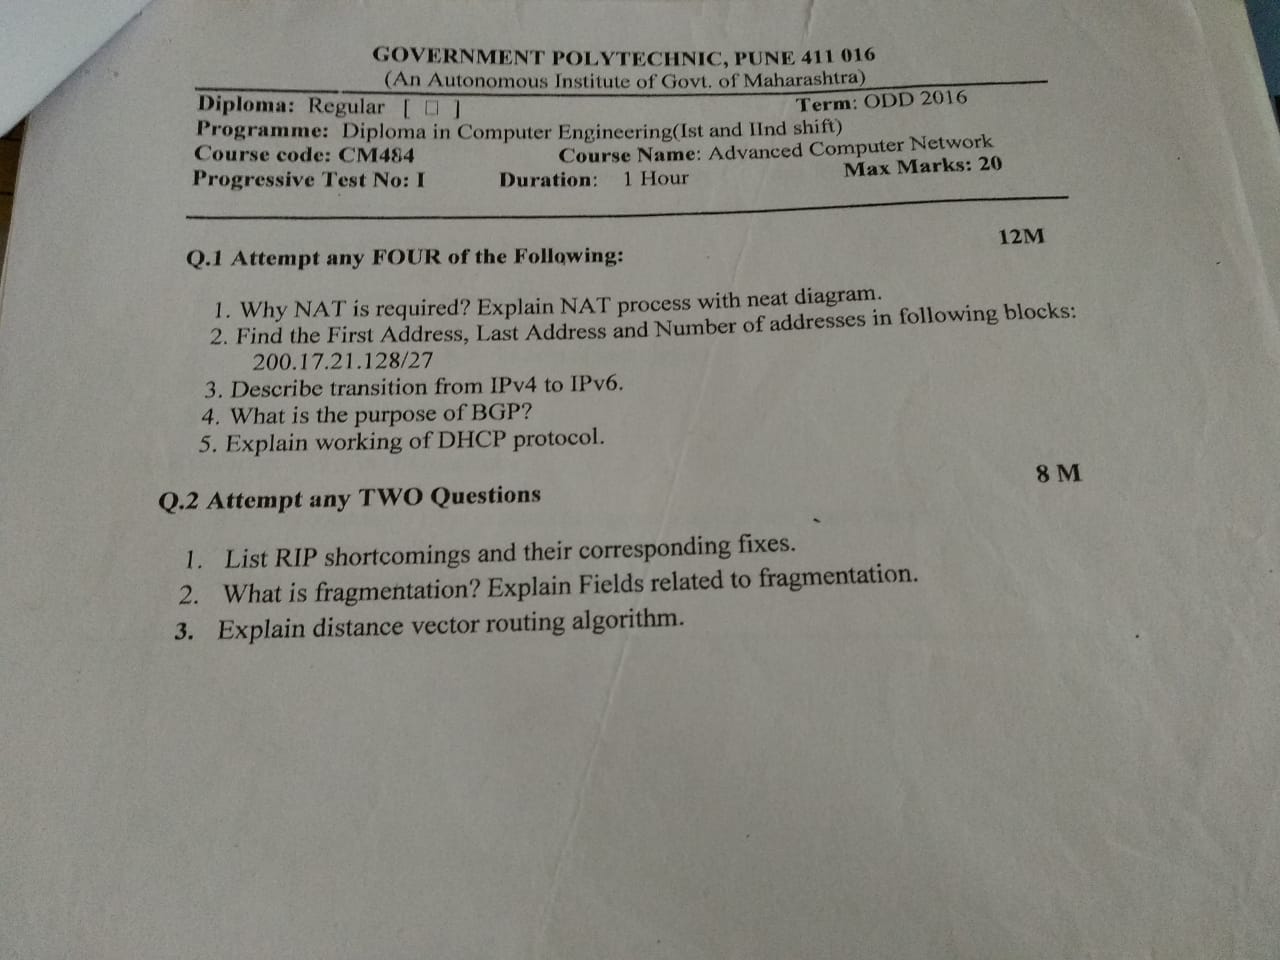 GOVERNMENT POLYTECHNIC, PUNE 411 016
(An Autonomous Institute of Govt. of Maharashtra)
Diploma: Regular [ □ ] Term: ODD 2016
Programme: Diploma in Computer Engineering(Ist and IInd shift)
Course code: CM484 Course Name: Advanced Computer Network
Progressive Test No: I Duration: 1 Hour Max Marks: 20
Q.1 Attempt any FOUR of the Following: 12M
1. Why NAT is required? Explain NAT process with neat diagram.
2. Find the First Address, Last Address and Number of addresses in following blocks:
200.17.21.128/27
3. Describe transition from IPv4 to IPv6.
4. What is the purpose of BGP?
5. Explain working of DHCP protocol.
Q.2 Attempt any TWO Questions 8 M
1. List RIP shortcomings and their corresponding fixes.
2. What is fragmentation? Explain Fields related to fragmentation.
3. Explain distance vector routing algorithm.